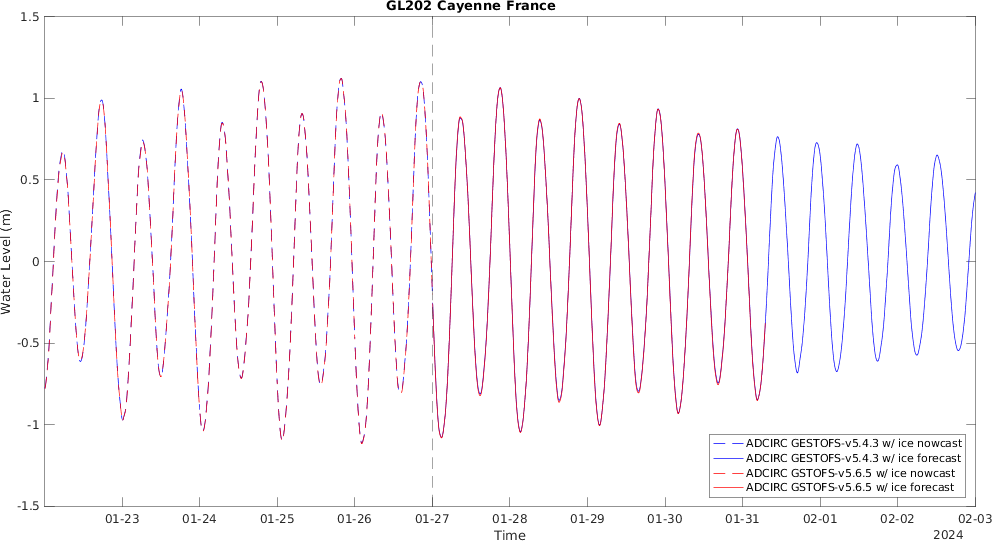 GL202 Cayenne France
1.5
1
0.5
0
-0.5
-1
-1.5
Water Level (m)
01-23 01-24 01-25 01-26 01-27 01-28 01-29 01-30 01-31 02-01 02-02 02-03
Time
2024
ADCIRC GESTOFS-v5.4.3 w/ ice nowcast
ADCIRC GESTOFS-v5.4.3 w/ ice forecast
ADCIRC GSTOFS-v5.6.5 w/ ice nowcast
ADCIRC GSTOFS-v5.6.5 w/ ice forecast